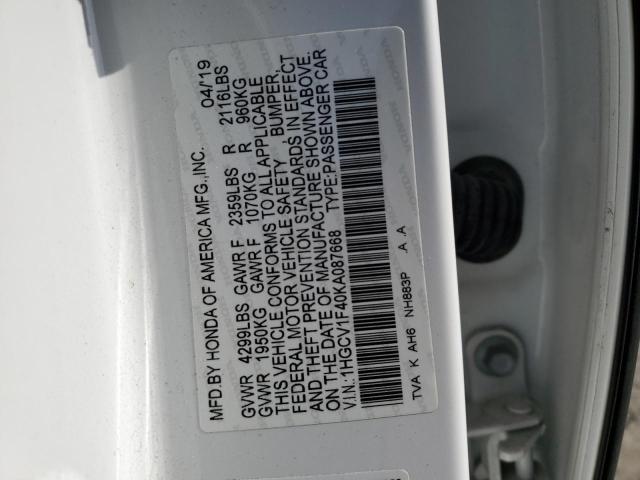 MFD.BY HONDA OF AMERICA MFG.,INC. 04/'19
GVWR 4299LBS GAWR F 2359LBS R 2116LBS
GVWR 1950KG GAWR F 1070KG R 960KG
THIS VEHICLE CONFORMS TO ALL APPLICABLE
FEDERAL MOTOR VEHICLE SAFETY , BUMPER,
AND THEFT PREVENTION STANDARDS IN EFFECT
ON THE DATE OF MANUFACTURE SHOWN ABOVE.
V.I.N.:1HGCV1F40KA087668 TYPE:PASSENGER CAR
TVA K AH6 NH883P A .A